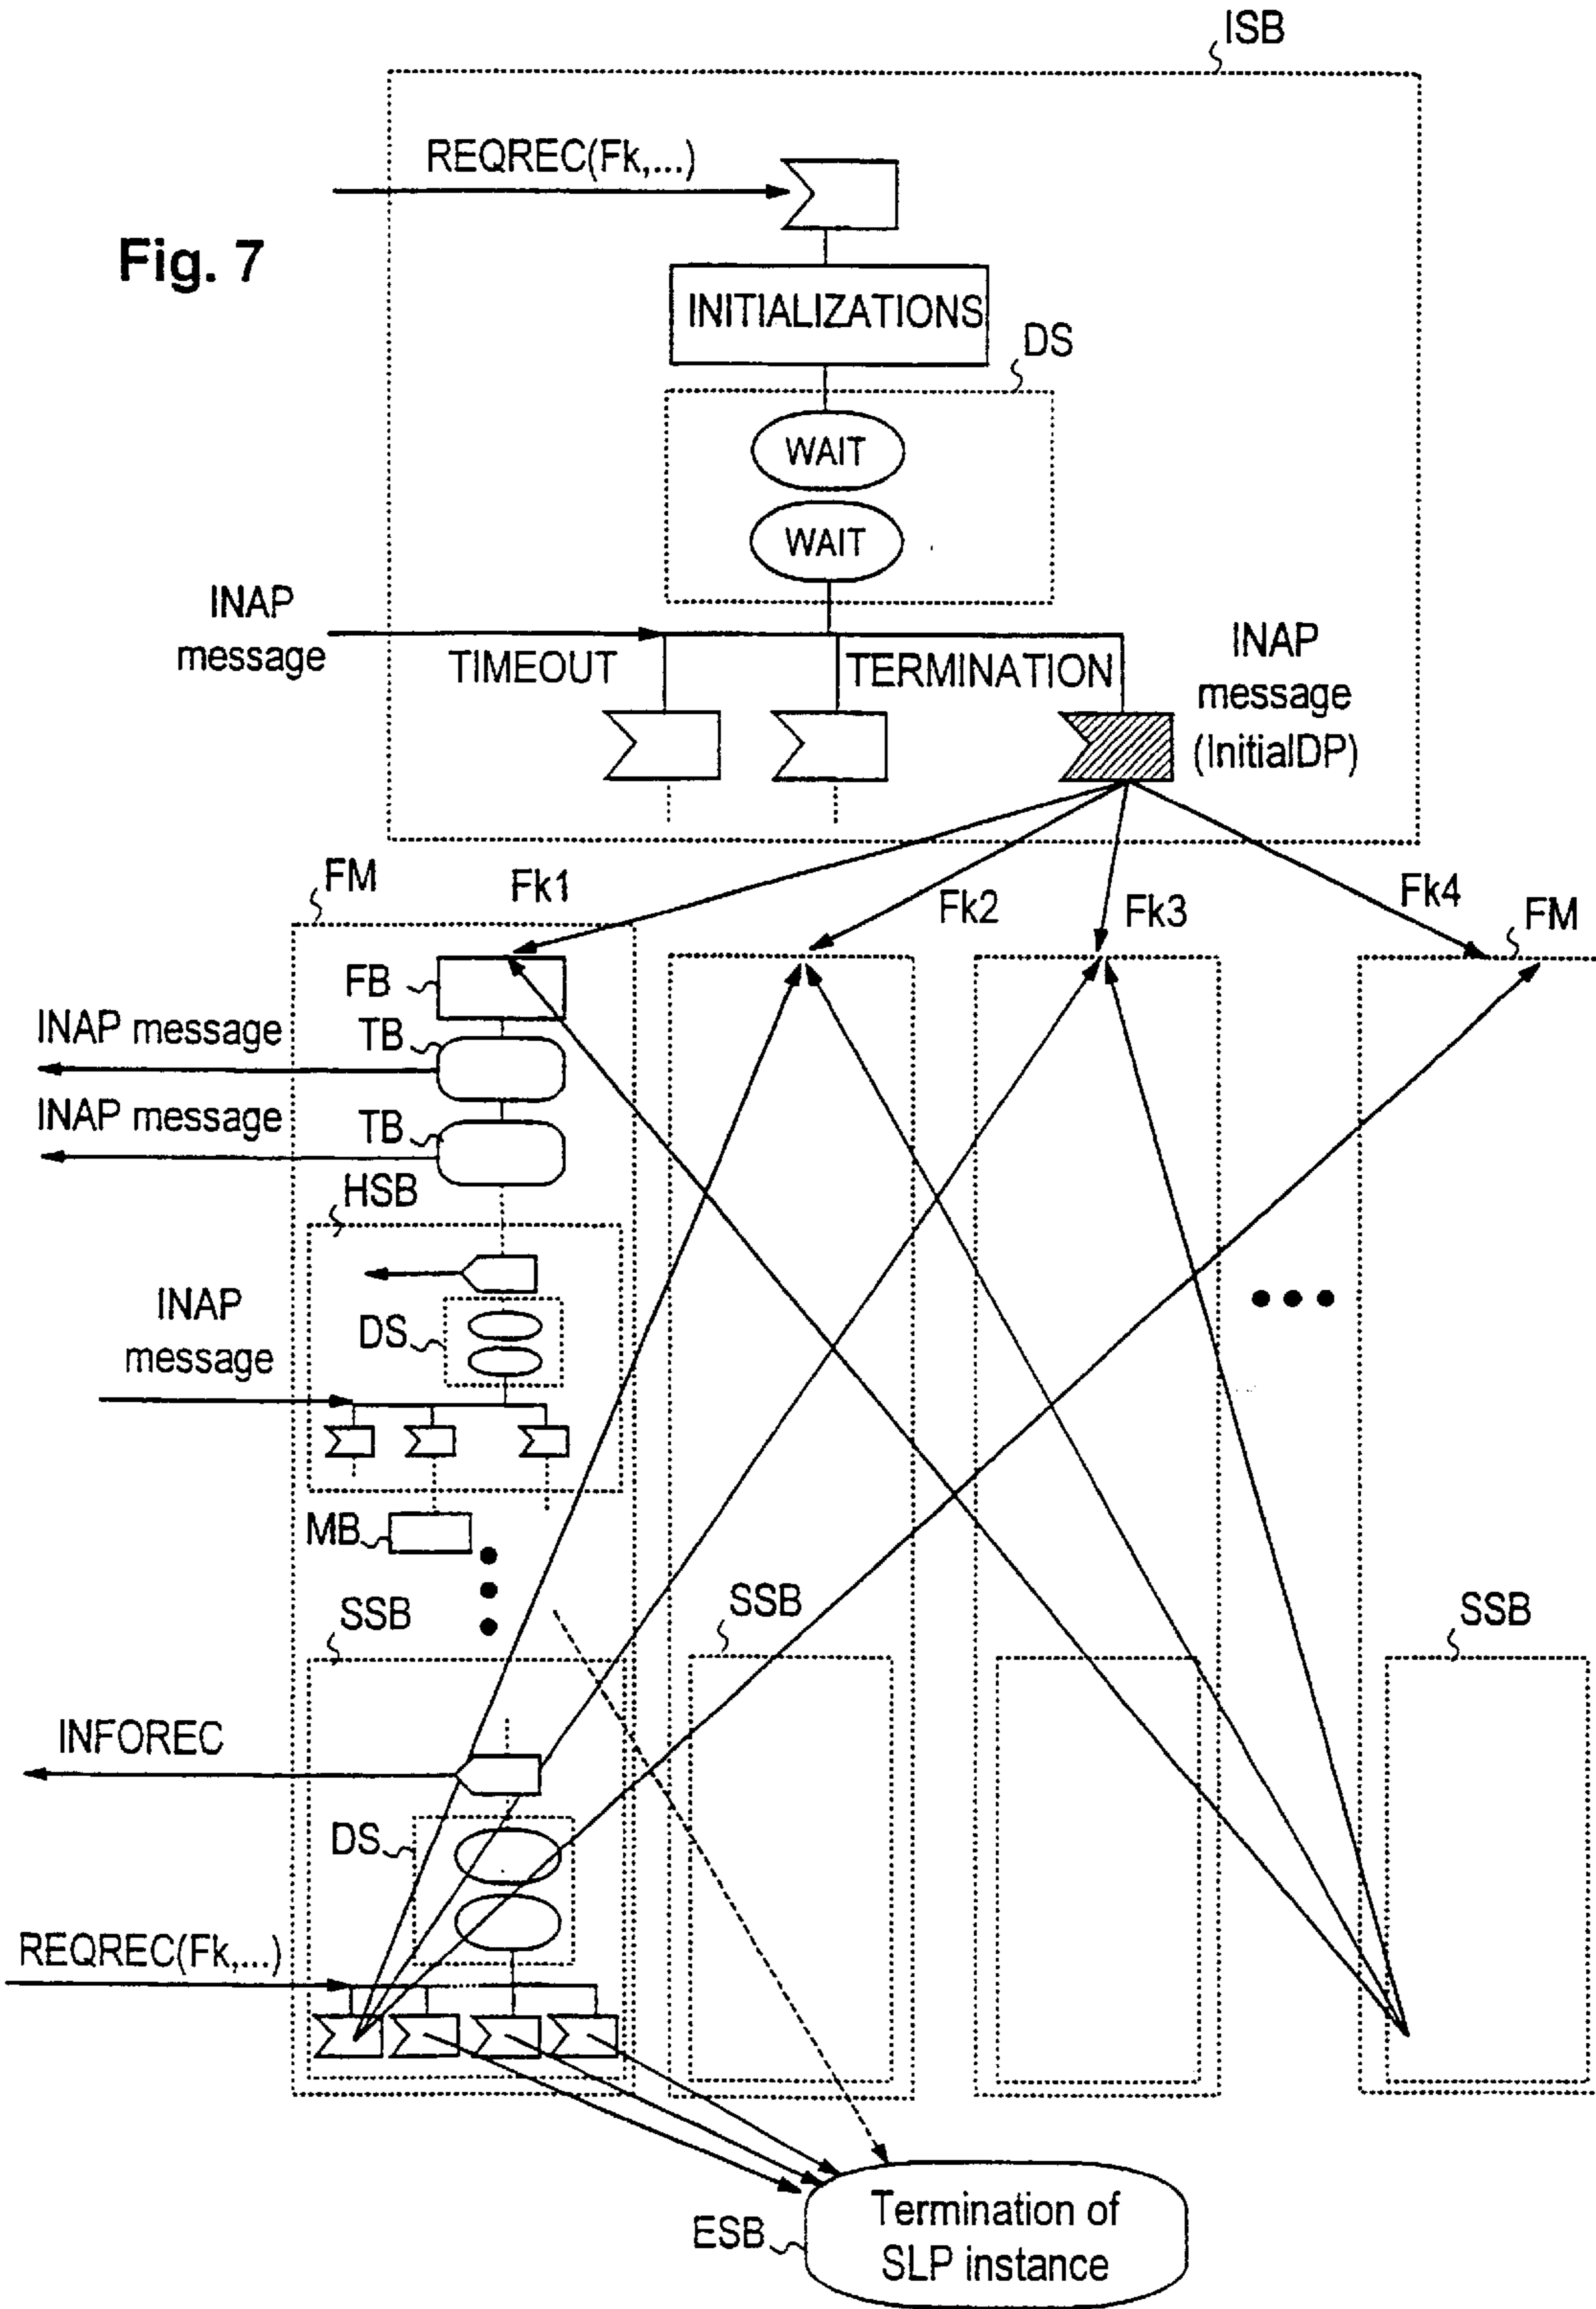 ISB
REQREC(Fk,...)
Fig. 7
INITIALIZATIONS
DS
WAIT
WAIT
INAP
message
TIMEOUT
TERMINATION
INAP
message
(InitialDP)
FM
Fk1
Fk2
Fk3
Fk4
FM
FB
INAP message
TB
INAP message
TB
HSB
INAP
message
DS
MB
SSB
SSB
SSB
INFOREC
DS
REQREC(Fk,...)
ESB
Termination of
SLP instance